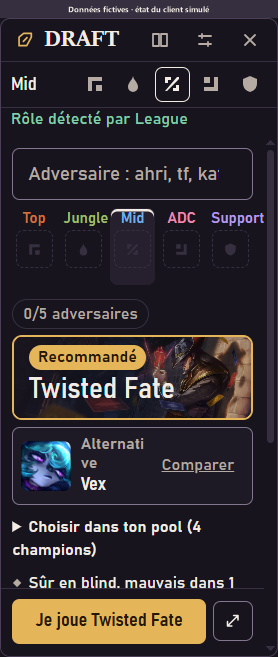 Données fictives · état du client simulé
DRAFT
Mid
Rôle détecté par League
Adversaire : ahri, tf, ka
Top Jungle Mid ADC Support
0/5 adversaires
Recommandé
Twisted Fate
Alternati
ve
Vex
Comparer
▶ Choisir dans ton pool (4
champions)
◆ Sûr en blind, mauvais dans 1
Je joue Twisted Fate